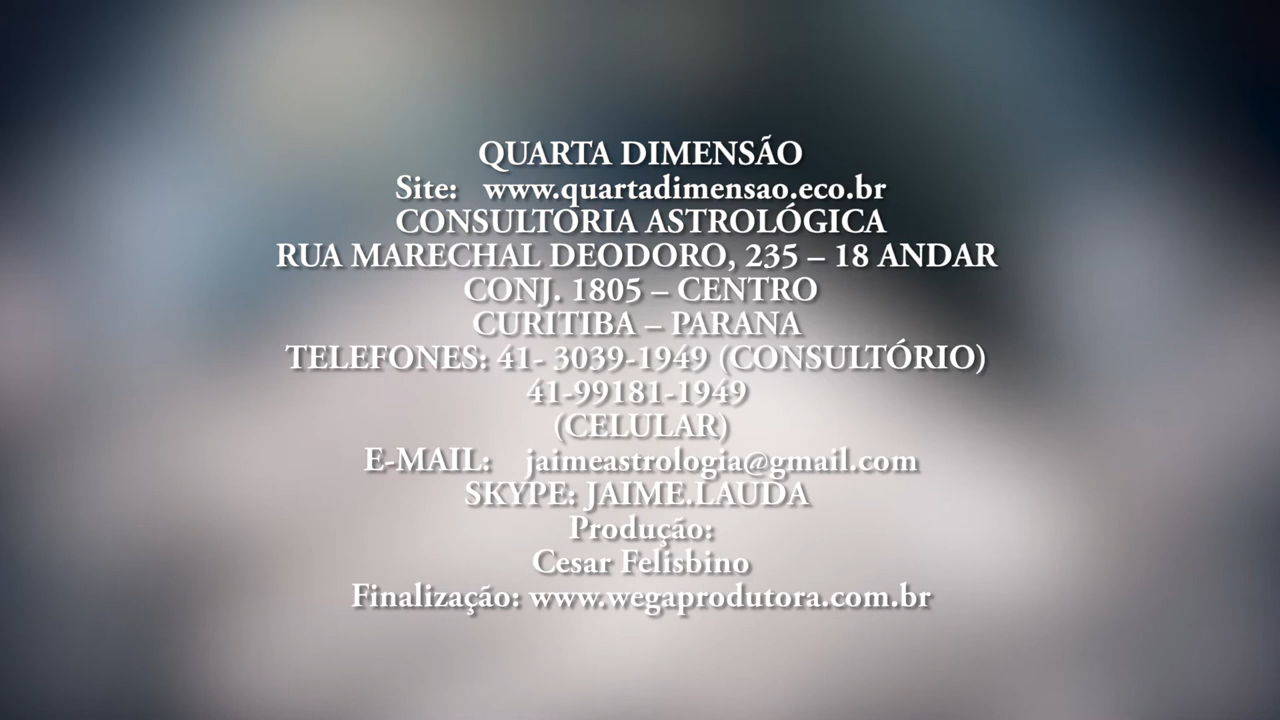 QUARTA DIMENSÃO
Site: www.quartadimensao.eco.br
CONSULTORIA ASTROLÓGICA
RUA MARECHAL DEODORO, 235 – 18 ANDAR
CONJ. 1805 – CENTRO
CURITIBA – PARANA
TELEFONES: 41- 3039-1949 (CONSULTÓRIO)
41-99181-1949
(CELULAR)
E-MAIL: jaimeastrologia@gmail.com
SKYPE: JAIME.LAUDA
Produção:
Cesar Felisbino
Finalização: www.wegaprodutora.com.br